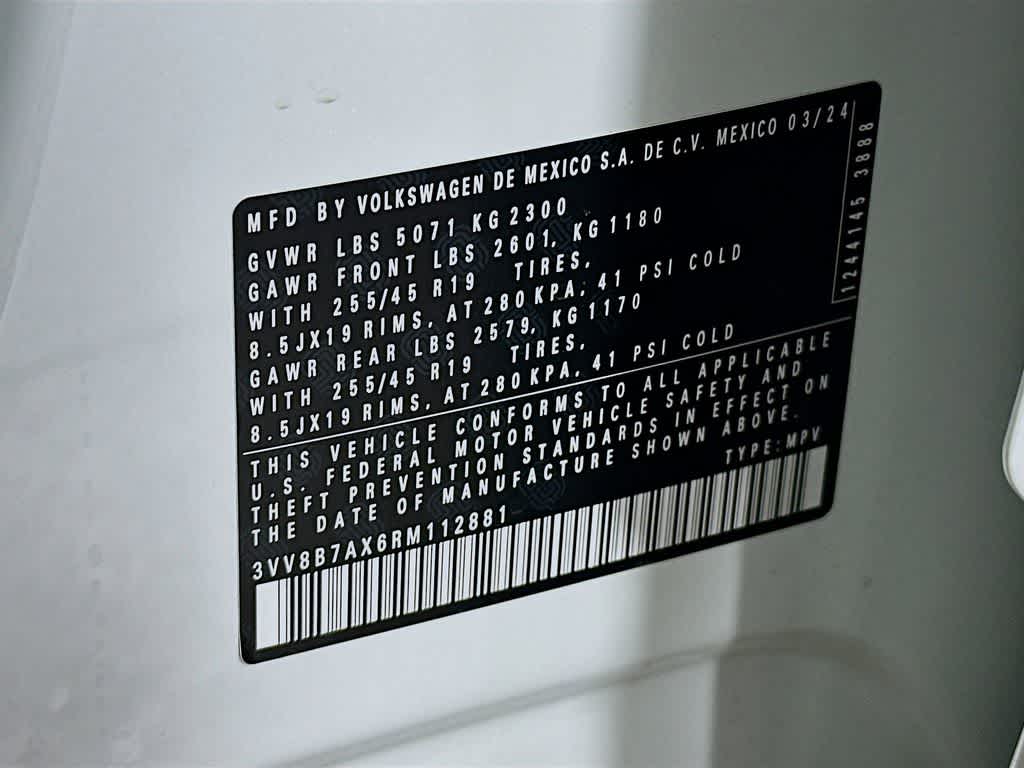 MFD BY VOLKSWAGEN DE MEXICO S.A. DE C.V. MEXICO 03/24
GVWR LBS 5071 KG 2300
GAWR FRONT LBS 2601, KG 1180
WITH 255/45 R19 TIRES,
8.5JX19 RIMS, AT 280 KPA, 41 PSI COLD
GAWR REAR LBS 2579, KG 1170
WITH 255/45 R19 TIRES,
8.5JX19 RIMS, AT 280 KPA, 41 PSI COLD
1244145 3888
THIS VEHICLE CONFORMS TO ALL APPLICABLE
U.S. FEDERAL MOTOR VEHICLE SAFETY AND
THEFT PREVENTION STANDARDS IN EFFECT ON
THE DATE OF MANUFACTURE SHOWN ABOVE.
3VV8B7AX6RM112881 TYPE: MPV